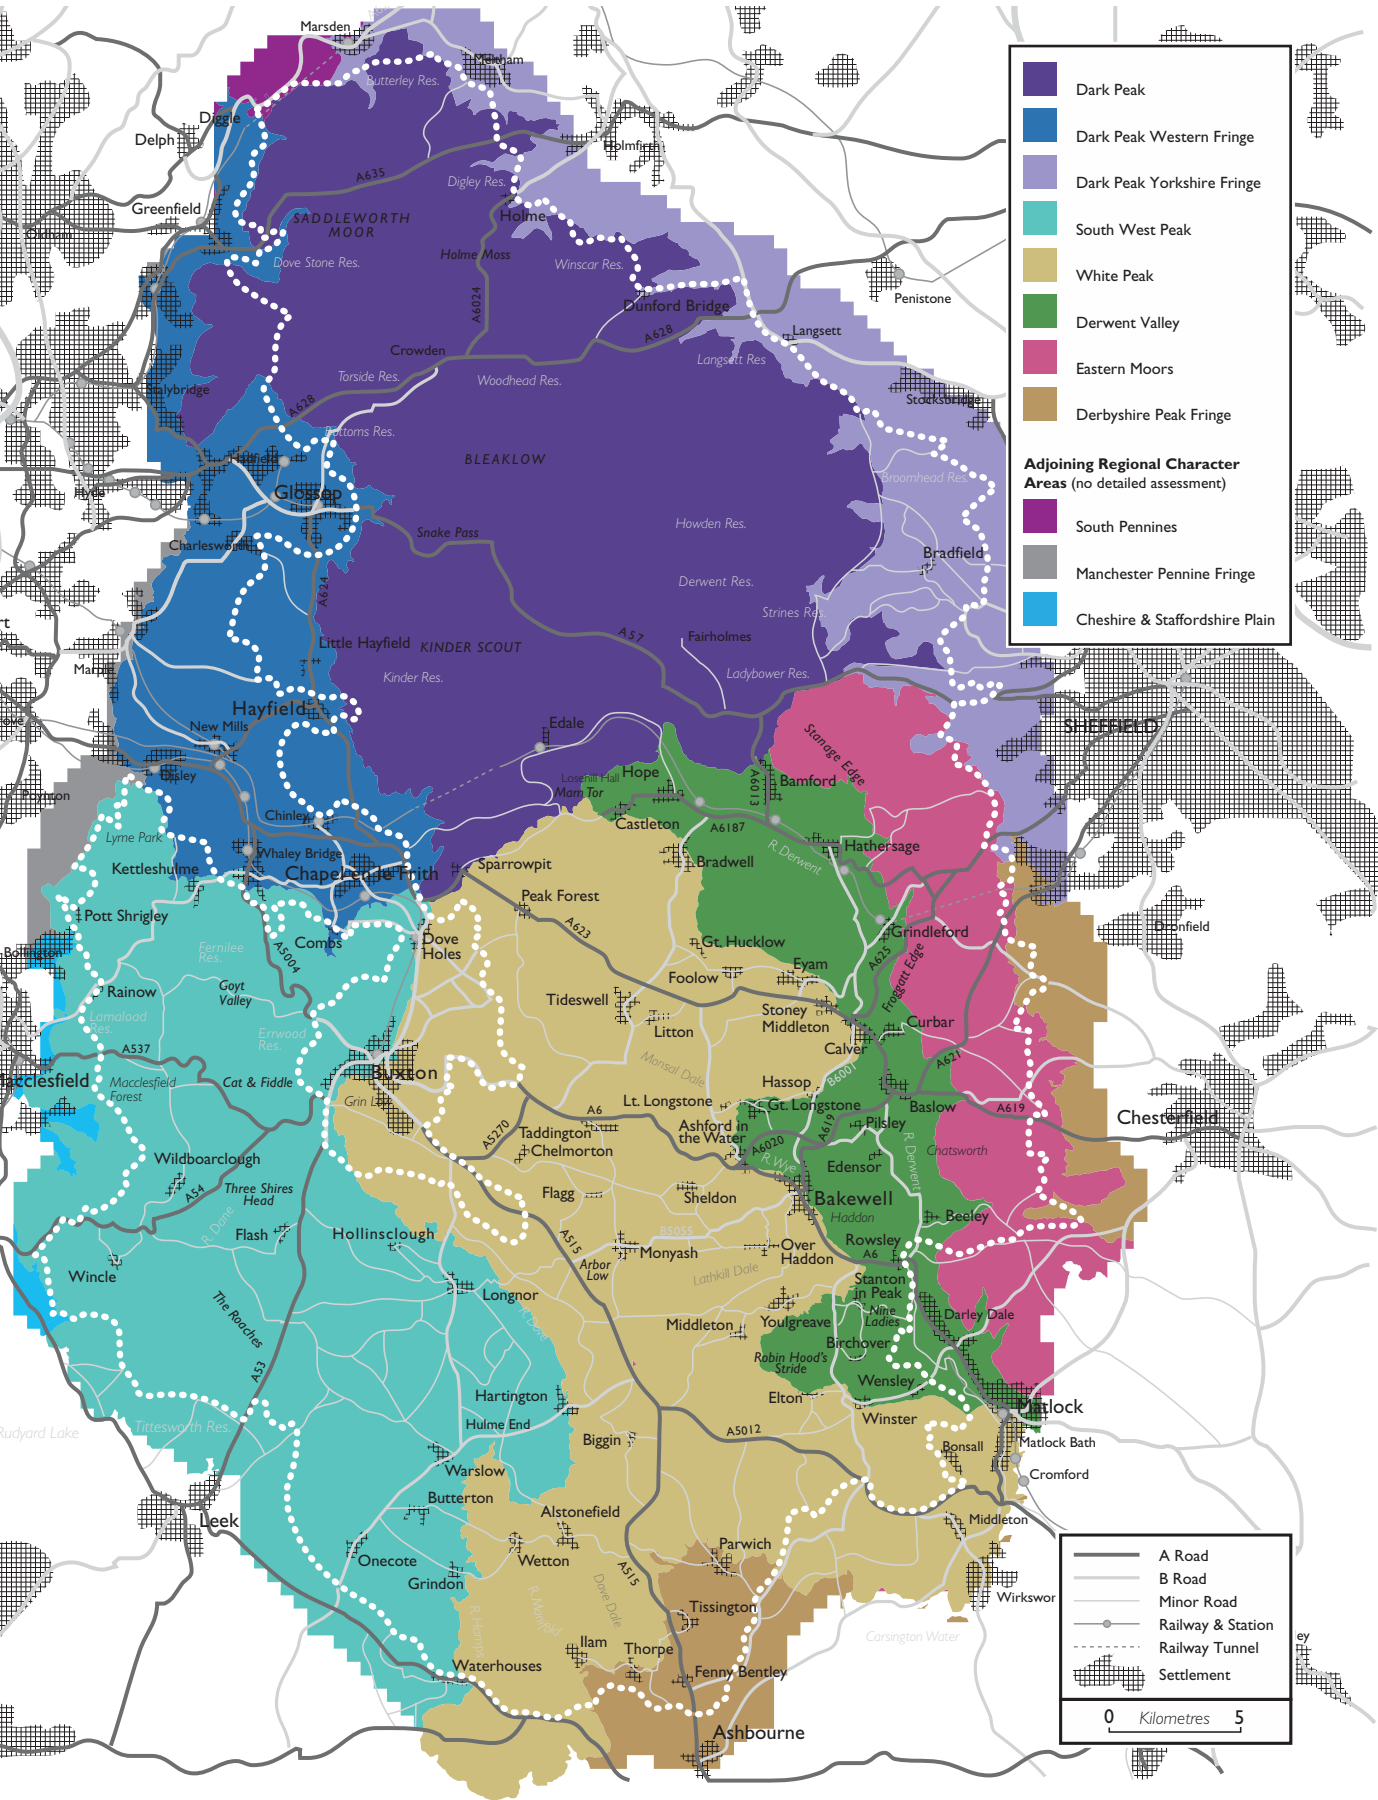 Marsden
Meltham
Butterley Res.
Diggle
Delph
Holmfirth
A635
Digley Res.
Greenfield
SADDLEWORTH
MOOR
Holme
Oldham
Holme Moss
Dove Stone Res.
Winscar Res.
Penistone
A6024
Dunford Bridge
A628
Langsett
Crowden
Langsett Res
Torside Res.
Woodhead Res.
Stalybridge
Stocksbridge
A628
Bottoms Res.
Hadfield
BLEAKLOW
Broomhead Res.
Hyde
Glossop
Howden Res.
Snake Pass
Charlesworth
Bradfield
A624
Derwent Res.
Strines Res
rt
A57
Fairholmes
Little Hayfield
KINDER SCOUT
Marple
Kinder Res.
Ladybower Res.
Hayfield
ove
New Mills
Edale
SHEFFIELD
Stanage Edge
Disley
Losehill Hall
Hope
Mam Tor
A6013
Bamford
Poynton
Chinley
Castleton
A6187
Lyme Park
Whaley Bridge
R. Derwent
Hathersage
Kettleshulme
Chapel-en-le Frith
Sparrowpit
Bradwell
Peak Forest
Pott Shrigley
A623
Grindleford
Dronfield
Bollington
Fernilee
Res.
Combs
Dove
Holes
Gt. Hucklow
A5004
A625
Froggatt Edge
Foolow
Eyam
Rainow
Goyt
Valley
Tideswell
Stoney
Middleton
Lamaload
Res.
Errwood
Res.
Litton
Curbar
Calver
A537
A621
Monsal Dale
Macclesfield
Macclesfield
Forest
Cat & Fiddle
Buxton
Hassop
B6001
Grin Low
Lt. Longstone
Gt. Longstone
Baslow
A619
Chesterfield
A6
Ashford in
the Water
A619
Pilsley
A5270
Taddington
Chelmorton
A6020
R. Derwent
Chatsworth
Wildboarclough
R. Wye
Edensor
A54
Three Shires
Head
Flagg
Sheldon
Bakewell
Haddon
Beeley
R. Dane
Flash
Hollinsclough
B5055
A515
Monyash
Over
Haddon
Rowsley
A6
Wincle
Arbor
Low
Lathkill Dale
Stanton
in Peak
Longnor
Nine
Ladies
Darley Dale
The Roaches
R. Dove
Middleton
Youlgreave
Birchover
Robin Hood's
Stride
A53
Wensley
Hartington
Elton
Matlock
Hulme End
Winster
Rudyard Lake
Tittesworth Res.
Biggin
A5012
Bonsall
Matlock Bath
Warslow
Cromford
Butterton
Leek
Alstonefield
Middleton
Onecote
Wetton
Parwich
Grindon
A515
Wirkswor
R. Hamps
R. Manifold
Dove Dale
Tissington
Carsington Water
ey
Ilam
Thorpe
Waterhouses
Fenny Bentley
Ashbourne
Dark Peak
Dark Peak Western Fringe
Dark Peak Yorkshire Fringe
South West Peak
White Peak
Derwent Valley
Eastern Moors
Derbyshire Peak Fringe
Adjoining Regional Character
Areas (no detailed assessment)
South Pennines
Manchester Pennine Fringe
Cheshire & Staffordshire Plain
A Road
B Road
Minor Road
Railway & Station
Railway Tunnel
Settlement
0 Kilometres 5